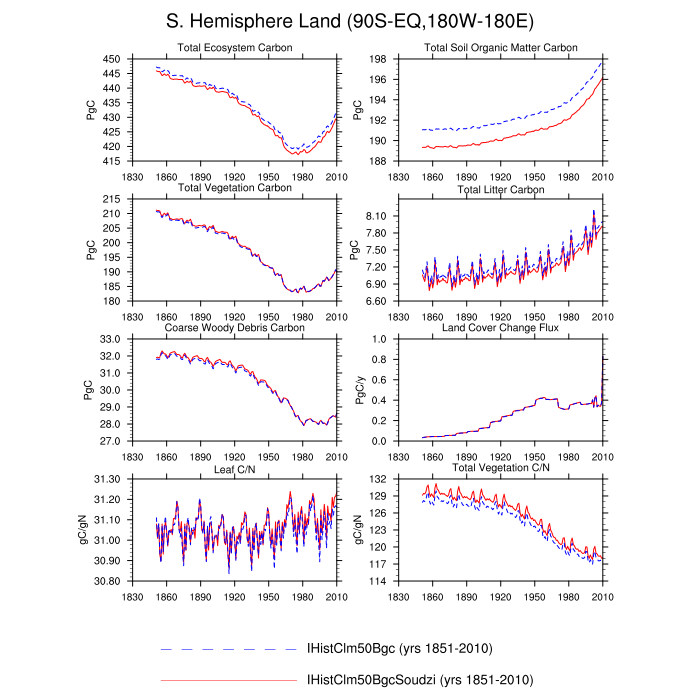 S. Hemisphere Land (90S-EQ,180W-180E)
Total Ecosystem Carbon
450
445
440
435
430
425
420
415
PgC
1830 1860 1890 1920 1950 1980 2010
Total Soil Organic Matter Carbon
198
196
194
192
190
188
PgC
1830 1860 1890 1920 1950 1980 2010
Total Vegetation Carbon
215
210
205
200
195
190
185
180
PgC
1830 1860 1890 1920 1950 1980 2010
Total Litter Carbon
8.10
7.80
7.50
7.20
6.90
6.60
PgC
1830 1860 1890 1920 1950 1980 2010
Coarse Woody Debris Carbon
33.0
32.0
31.0
30.0
29.0
28.0
27.0
PgC
1830 1860 1890 1920 1950 1980 2010
Land Cover Change Flux
1.0
0.8
0.6
0.4
0.2
0.0
PgC/y
1830 1860 1890 1920 1950 1980 2010
Leaf C/N
31.30
31.20
31.10
31.00
30.90
30.80
gC/gN
1830 1860 1890 1920 1950 1980 2010
Total Vegetation C/N
132
129
126
123
120
117
114
gC/gN
1830 1860 1890 1920 1950 1980 2010
IHistClm50Bgc (yrs 1851-2010)
IHistClm50BgcSoudzi (yrs 1851-2010)